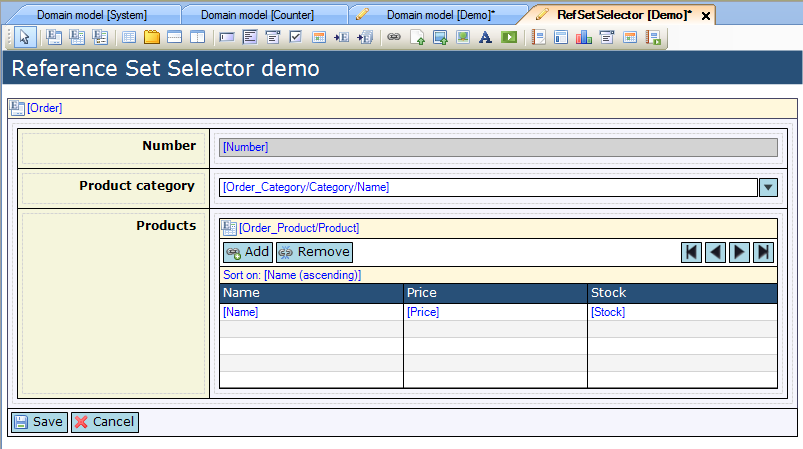 Domain model [System] Domain model [Counter] Domain model [Demo]* RefSetSelector [Demo]*
Reference Set Selector demo
[Order]
Number [Number]
Product category [Order_Category/Category/Name]
Products [Order_Product/Product]
Add Remove
Sort on: [Name (ascending)]
Name Price Stock
[Name] [Price] [Stock]
Save Cancel